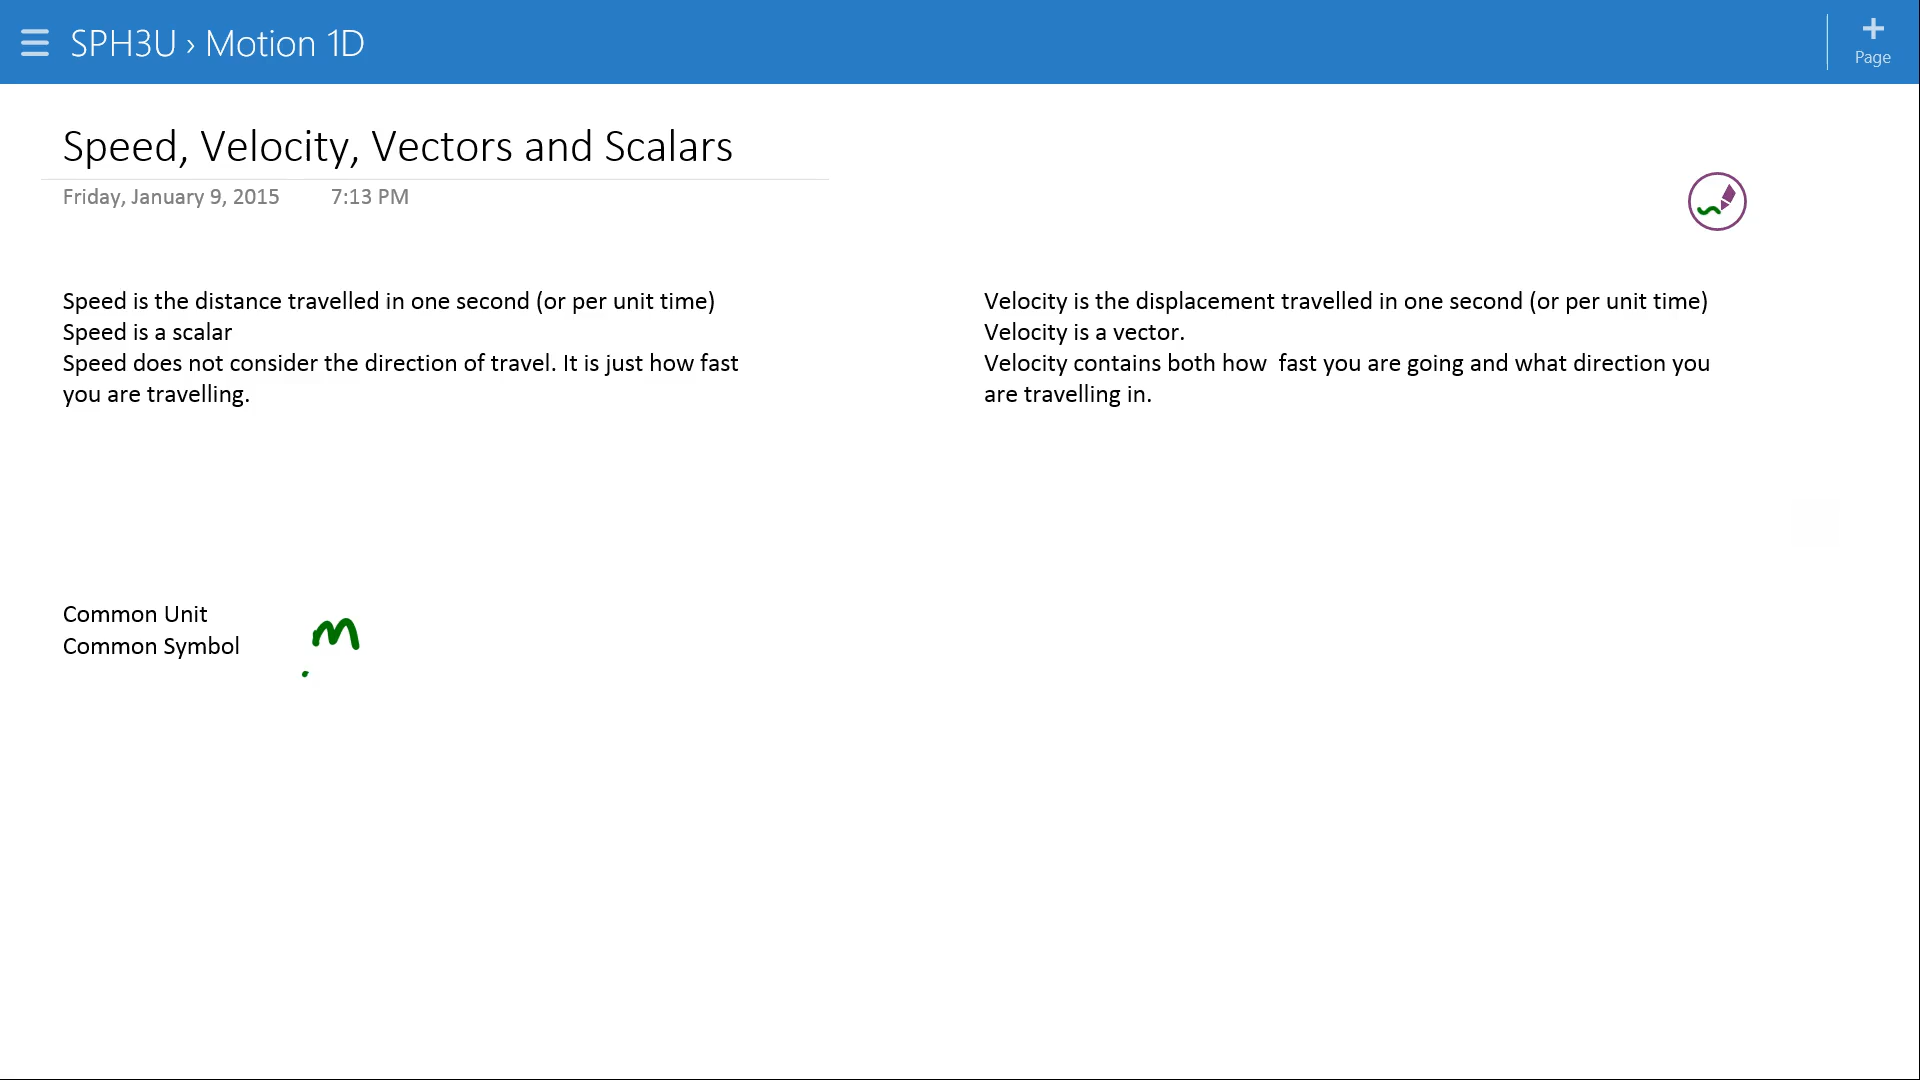 SPH3U › Motion 1D
Page
Speed, Velocity, Vectors and Scalars
Friday, January 9, 2015 7:13 PM
Speed is the distance travelled in one second (or per unit time)
Speed is a scalar
Speed does not consider the direction of travel. It is just how fast
you are travelling.
Velocity is the displacement travelled in one second (or per unit time)
Velocity is a vector.
Velocity contains both how  fast you are going and what direction you
are travelling in.
Common Unit
Common Symbol
m